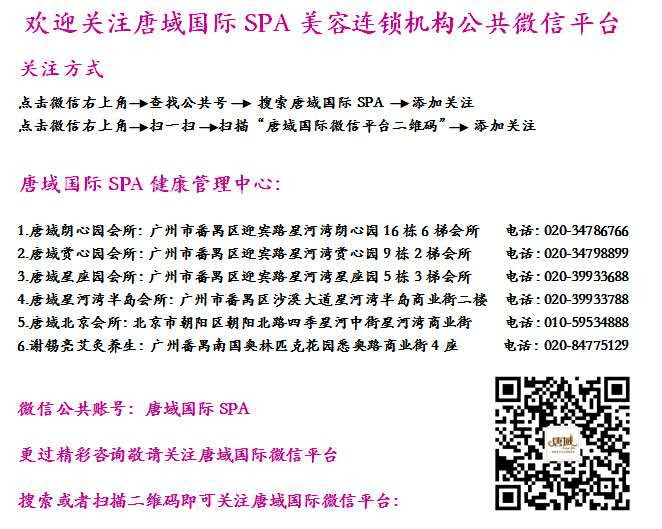 欢迎关注唐域国际 SPA 美容连锁机构公共微信平台
关注方式
点击微信右上角→查找公共号→ 搜索唐域国际 SPA →添加关注
点击微信右上角→扫一扫→扫描“唐域国际微信平台二维码”→ 添加关注
唐域国际 SPA 健康管理中心:
1.唐域朗心园会所: 广州市番禺区迎宾路星河湾朗心园 16 栋 6 梯会所 电话: 020-34786766
2.唐域赏心园会所: 广州市番禺区迎宾路星河湾赏心园 9 栋 2 梯会所 电话: 020-34798899
3.唐域星座园会所: 广州市番禺区迎宾路星河湾星座园 5 栋 3 梯会所 电话: 020-39933688
4.唐域星河湾半岛会所: 广州市番禺区沙溪大道星河湾半岛商业街二楼 电话: 020-39933788
5.唐域北京会所: 北京市朝阳区朝阳北路四季星河中街星河湾商业街 电话: 010-59534888
6.谢锡亮艾灸养生: 广州番禺南国奥林匹克花园悉奥路商业街 4 座 电话: 020-84775129
微信公共账号: 唐域国际 SPA
更过精彩咨询敬请关注唐域国际微信平台
搜索或者扫描二维码即可关注唐域国际微信平台:
唐域